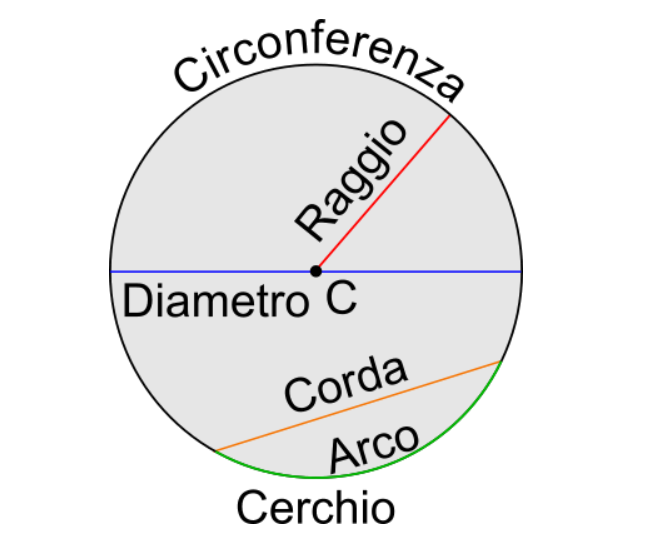 Circonferenza
Raggio
Diametro C
Corda
Arco
Cerchio